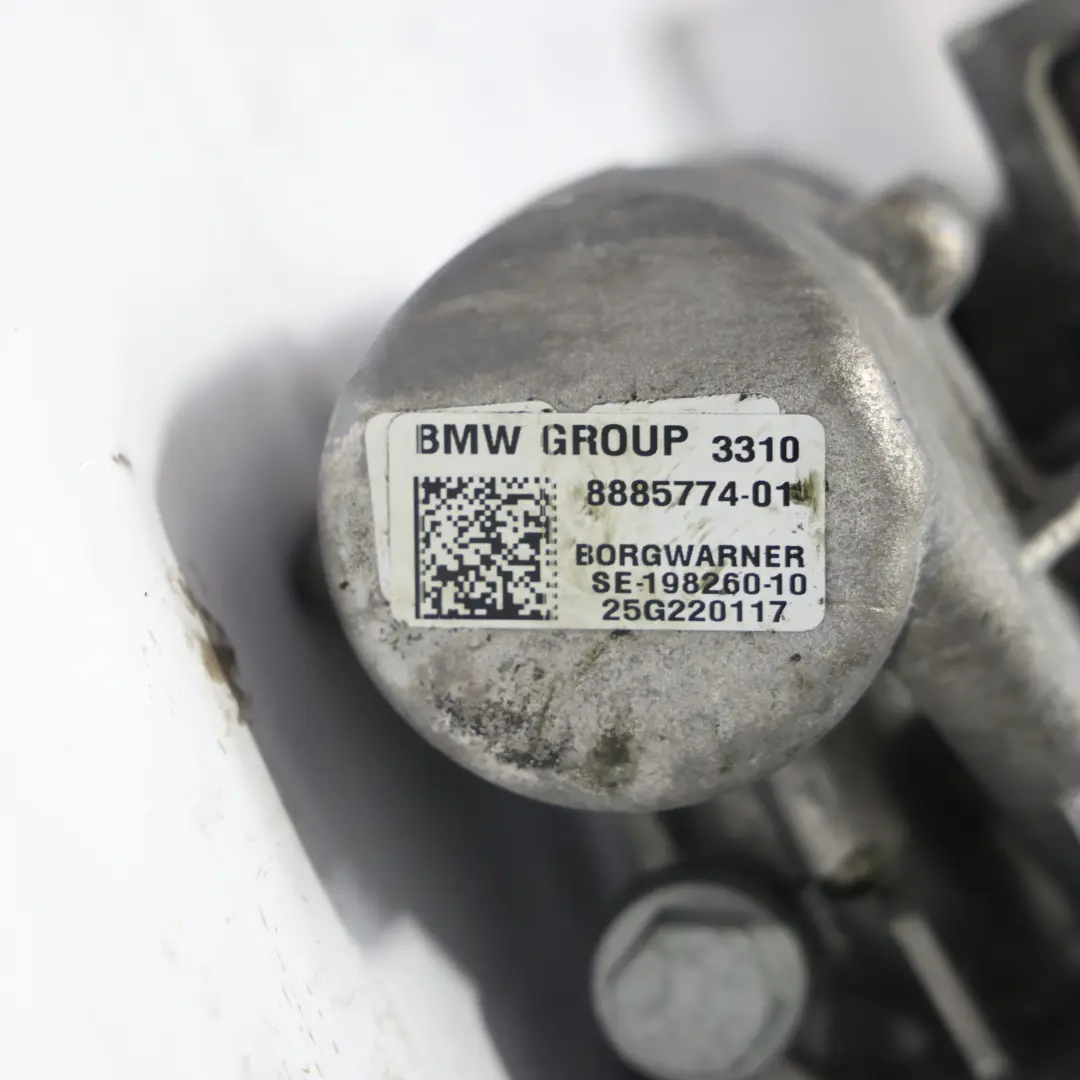 BMW GROUP 3310
8885774-01
BORGWARNER
SE-198260-10
25G220117